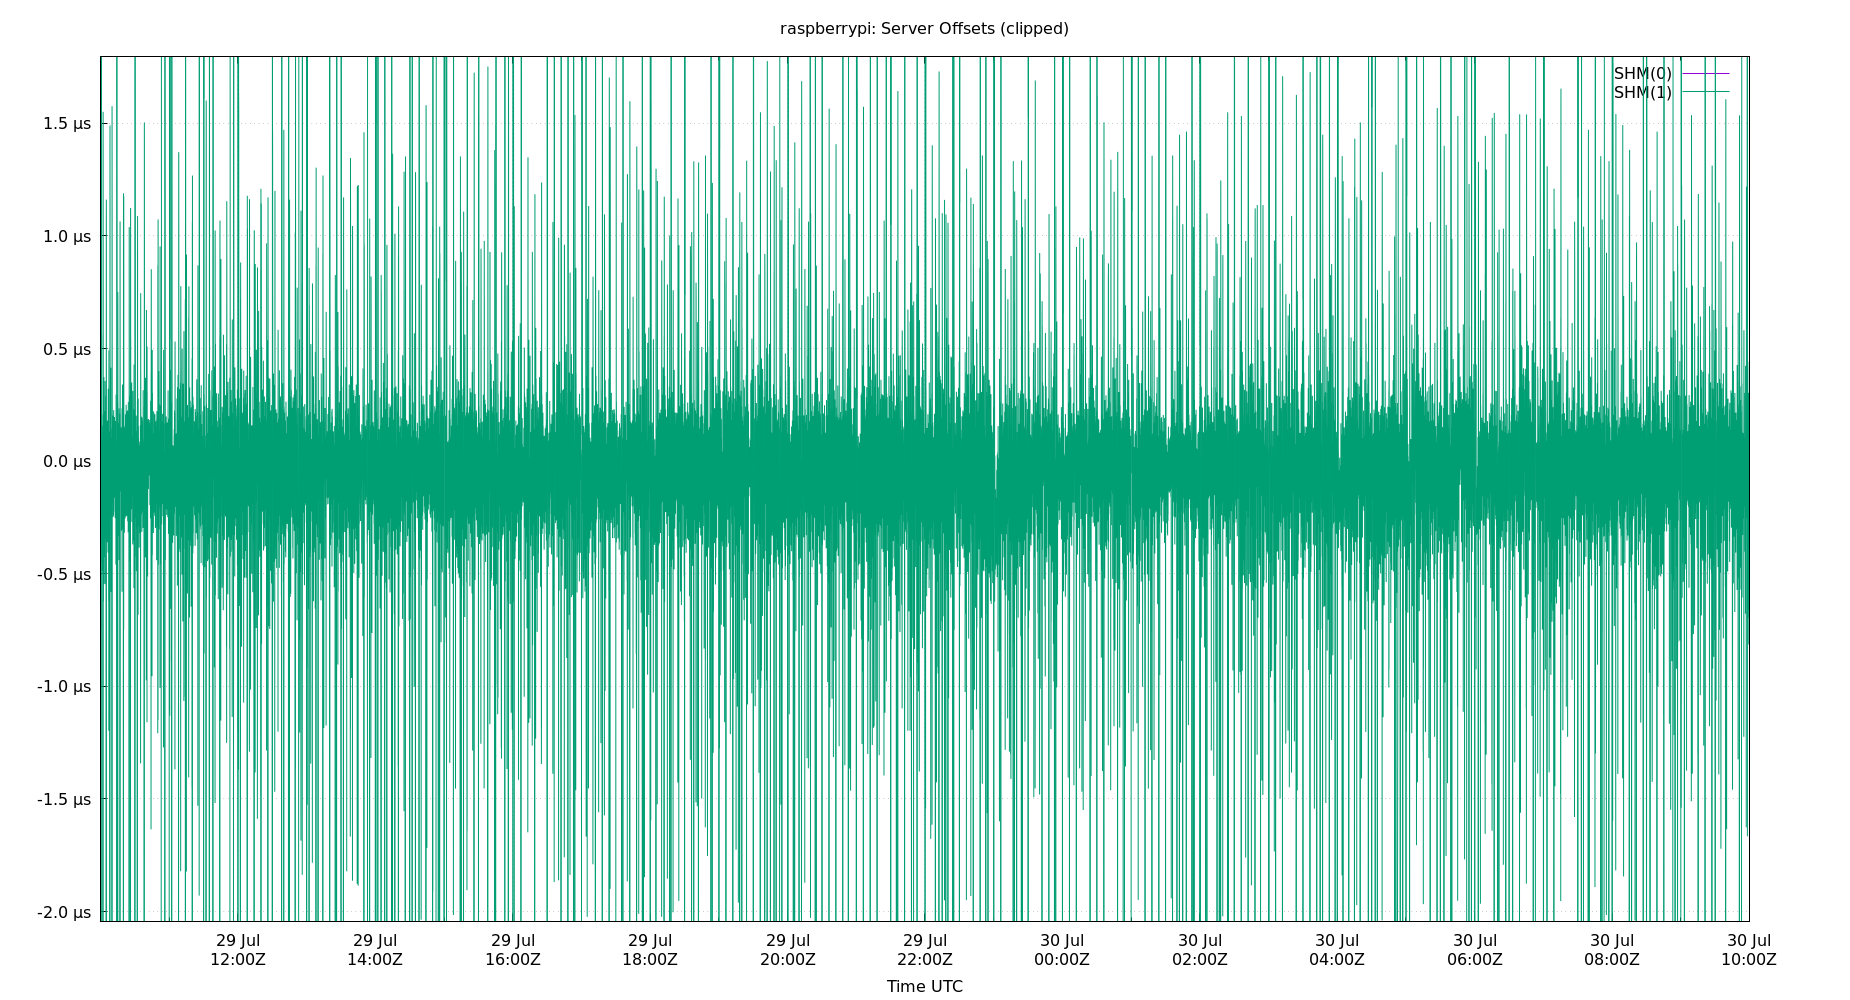 raspberrypi: Server Offsets (clipped)
SHM(0)
SHM(1)
1.5 µs
1.0 µs
0.5 µs
0.0 µs
-0.5 µs
-1.0 µs
-1.5 µs
-2.0 µs
29 Jul 29 Jul 29 Jul 29 Jul 29 Jul 29 Jul 30 Jul 30 Jul 30 Jul 30 Jul 30 Jul 30 Jul
12:00Z 14:00Z 16:00Z 18:00Z 20:00Z 22:00Z 00:00Z 02:00Z 04:00Z 06:00Z 08:00Z 10:00Z
Time UTC